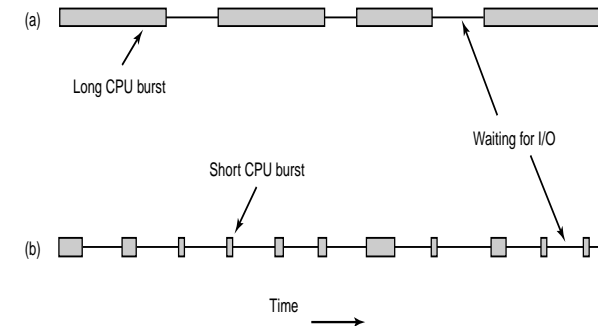 (a)
Long CPU burst
Waiting for I/O
Short CPU burst
(b)
Time